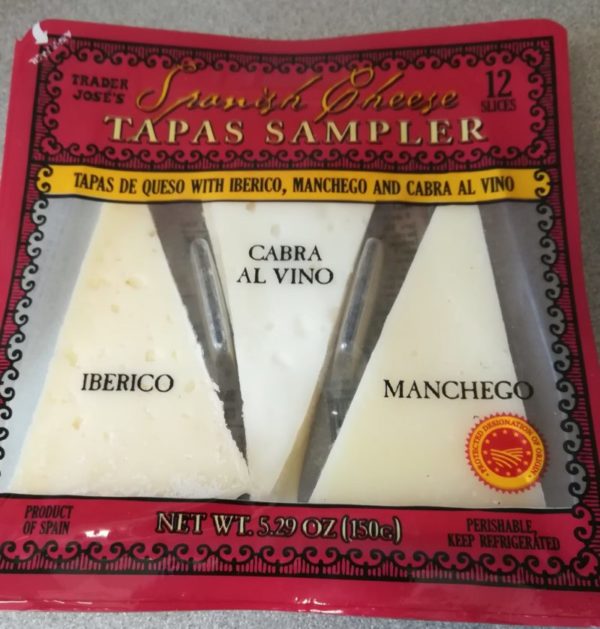 TRADER
JOSE'S
Spanish Cheese
12
SLICES
TAPAS SAMPLER
TAPAS DE QUESO WITH IBERICO, MANCHEGO AND CABRA AL VINO
CABRA
AL VINO
IBERICO
MANCHEGO
PROTECTED DESIGNATION OF ORIGIN
PRODUCT
OF SPAIN
NET WT. 5.29 OZ (150G)
PERISHABLE,
KEEP REFRIGERATED